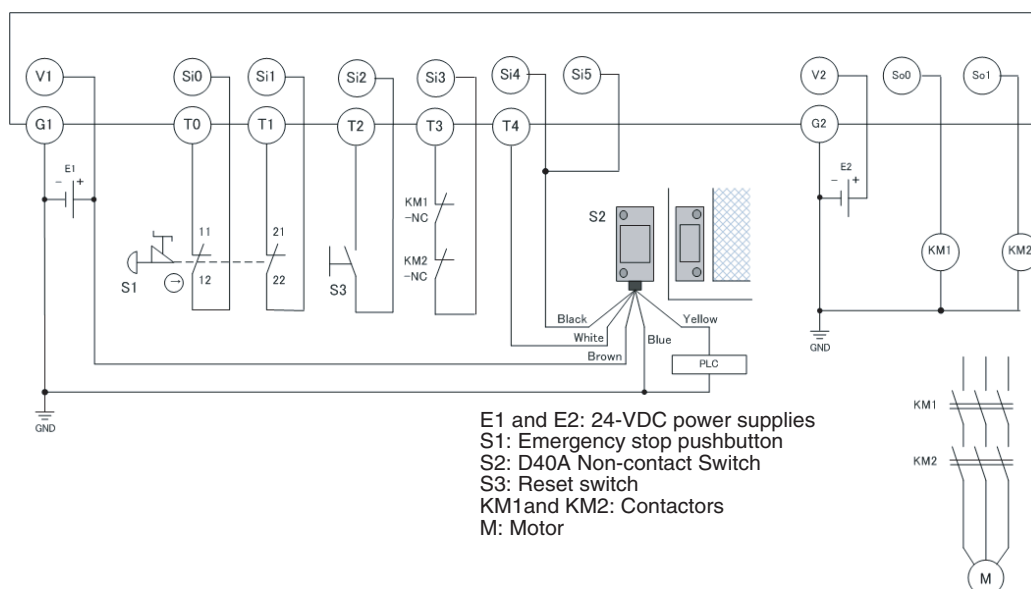 V1 Si0 Si1 Si2 Si3 Si4 Si5 V2 So0 So1
G1 T0 T1 T2 T3 T4 G2
E1
- +
E2
- +
KM1
-NC
KM2
-NC
S2
11 21
12 22
S1
S3
KM1 KM2
Black
White
Brown
Blue
Yellow
PLC
GND
GND
E1 and E2: 24-VDC power supplies
S1: Emergency stop pushbutton
S2: D40A Non-contact Switch
S3: Reset switch
KM1and KM2: Contactors
M: Motor
KM1
KM2
M